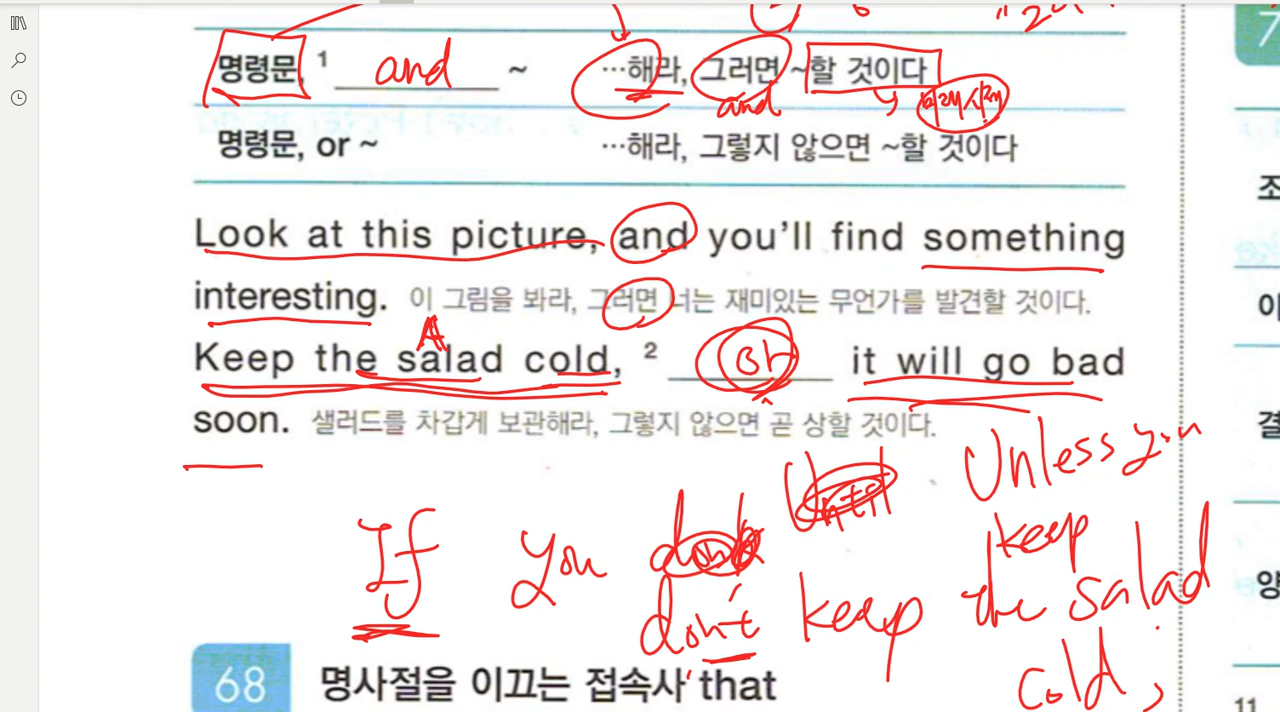 명령문, 1 and ~ …해라, 그러면 ~할 것이다
and 미래시제
명령문, or ~ …해라, 그렇지 않으면 ~할 것이다
Look at this picture, and you'll find something
interesting. 이 그림을 봐라, 그러면 너는 재미있는 무언가를 발견할 것이다.
A
Keep the salad cold, 2 or it will go bad
soon. 샐러드를 차갑게 보관해라, 그렇지 않으면 곧 상할 것이다.
Until Unless you
keep
If you don't keep the salad
cold,
68 명사절을 이끄는 접속사 that
11